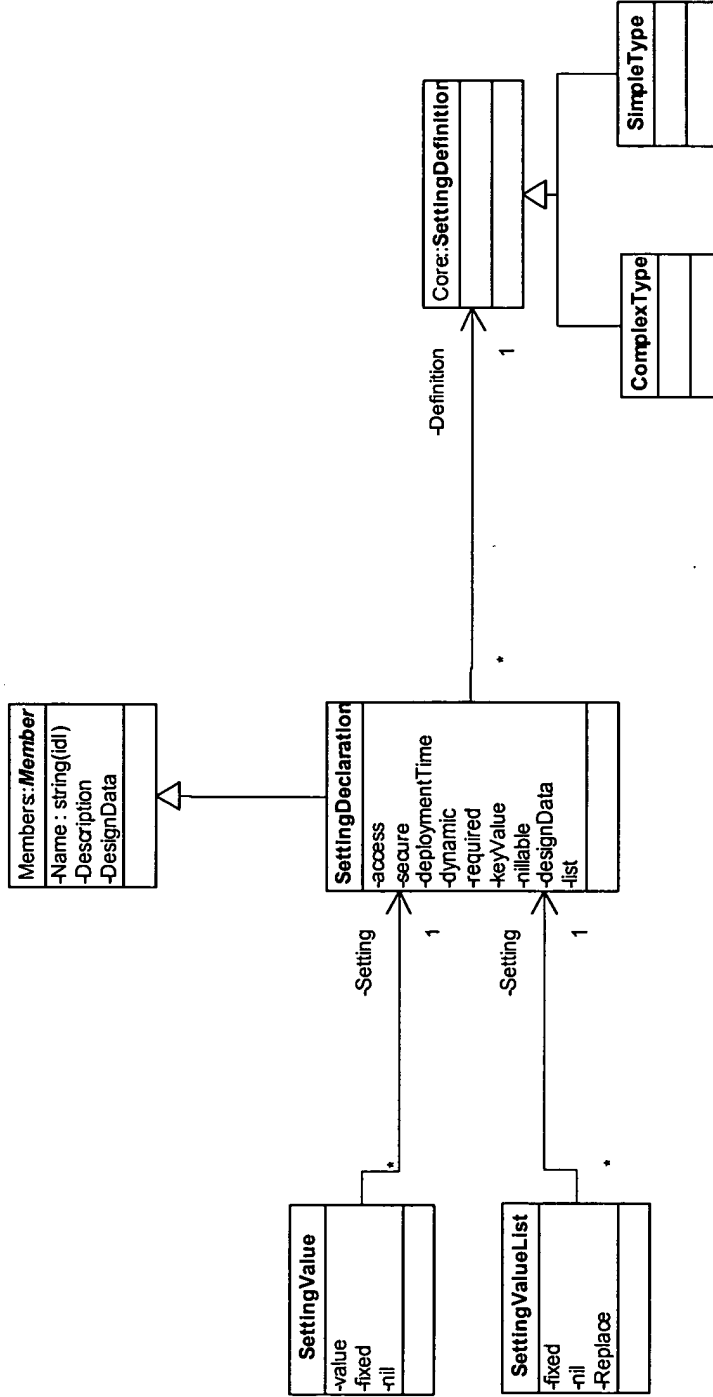 Members::Member
-Name : string(idl)
-Description
-DesignData
SettingDeclaration
-access
-secure
-deploymentTime
-dynamic
-required
-keyValue
-nillable
-designData
-list
-Setting
1
-Setting
1
*
*
SettingValue
-value
-fixed
-nil
SettingValueList
-fixed
-nil
-Replace
*
-Definition
1
Core::SettingDefinition
ComplexType
SimpleType